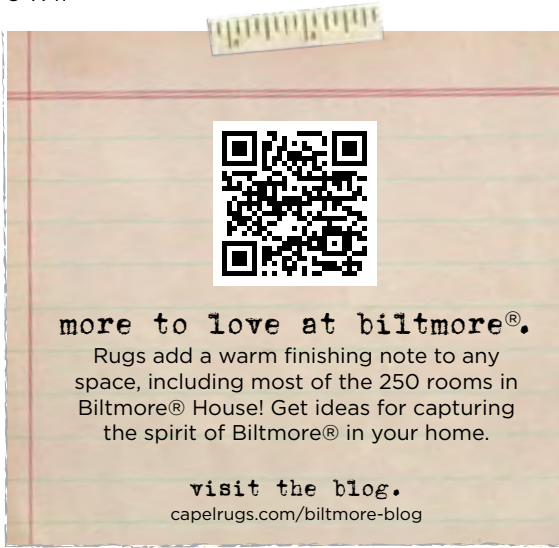 more to love at biltmore®.
Rugs add a warm finishing note to any
space, including most of the 250 rooms in
Biltmore® House! Get ideas for capturing
the spirit of Biltmore® in your home.
visit the blog.
capelrugs.com/biltmore-blog